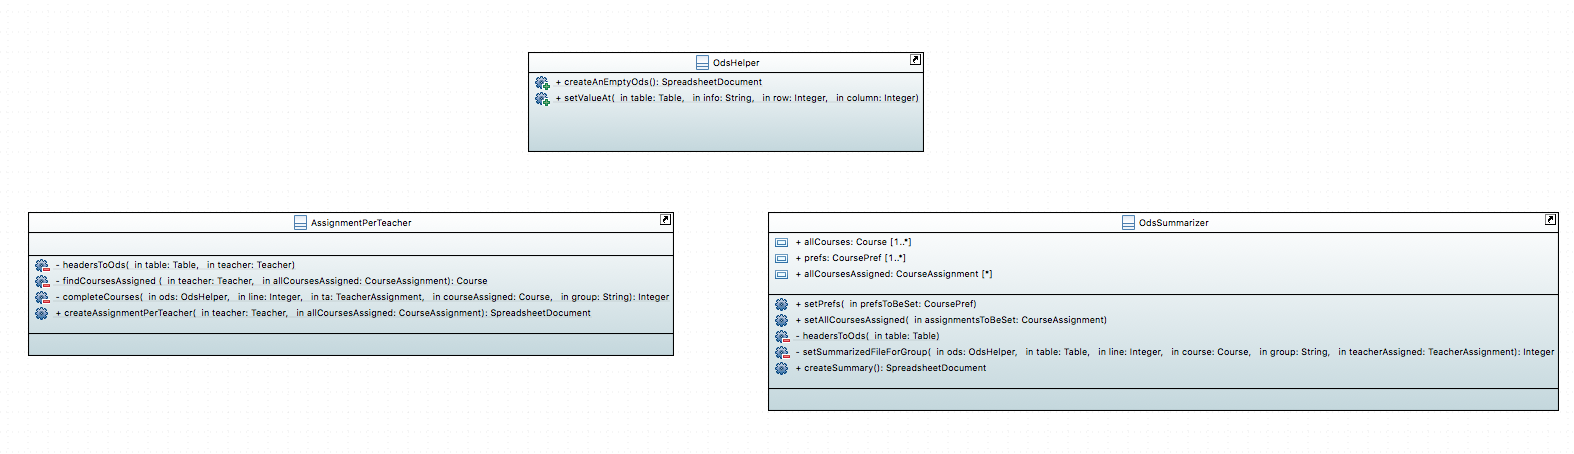 OdsHelper
+ createAnEmptyOds(): SpreadsheetDocument
+ setValueAt( in table: Table, in info: String, in row: Integer, in column: Integer)
AssignmentPerTeacher
- headersToOds( in table: Table, in teacher: Teacher)
- findCoursesAssigned ( in teacher: Teacher, in allCoursesAssigned: CourseAssignment): Course
- completeCourses( in ods: OdsHelper, in line: Integer, in ta: TeacherAssignment, in courseAssigned: Course, in group: String): Integer
+ createAssignmentPerTeacher( in teacher: Teacher, in allCoursesAssigned: CourseAssignment): SpreadsheetDocument
OdsSummarizer
+ allCourses: Course [1..*]
+ prefs: CoursePref [1..*]
+ allCoursesAssigned: CourseAssignment [*]
+ setPrefs( in prefsToBeSet: CoursePref)
+ setAllCoursesAssigned( in assignmentsToBeSet: CourseAssignment)
- headersToOds( in table: Table)
- setSummarizedFileForGroup( in ods: OdsHelper, in table: Table, in line: Integer, in course: Course, in group: String, in teacherAssigned: TeacherAssignment): Integer
+ createSummary(): SpreadsheetDocument